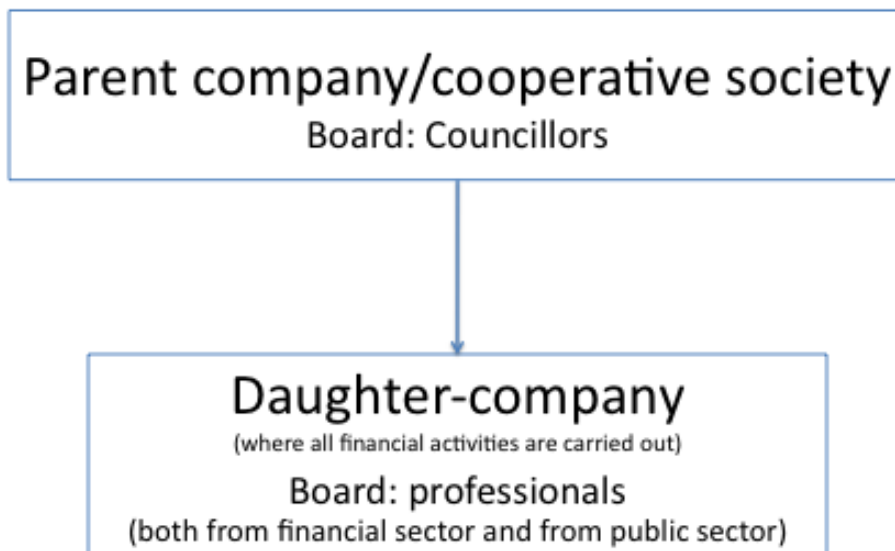 Parent company/cooperative society
Board: Councillors
Daughter-company
(where all financial activities are carried out)
Board: professionals
(both from financial sector and from public sector)